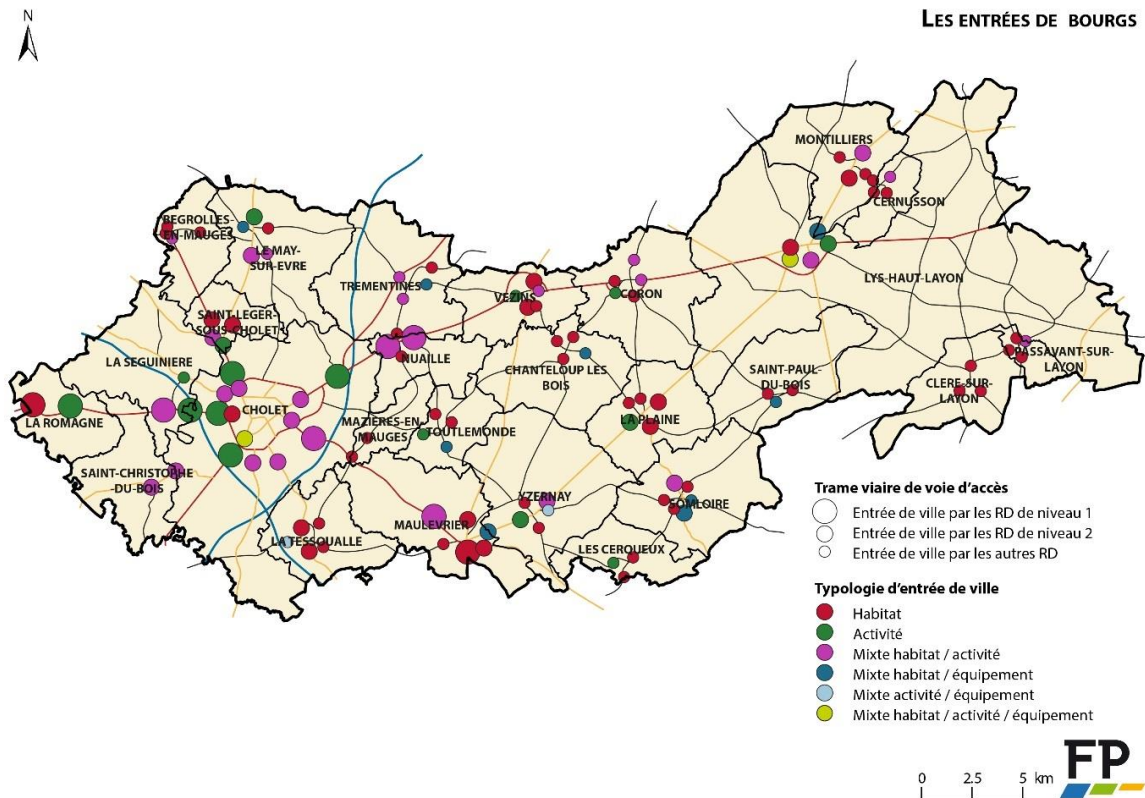 LES ENTRÉES DE BOURGS
N
MONTILLIERS
CERNUSSON
BEGROLLES-
EN-MAUGES
LE MAY-
SUR-EVRE
TREMENTINES
VEZINS
CORON
LYS-HAUT-LAYON
SAINT-LEGER-
SOUS-CHOLET
LA SEGUINIERE
NUAILLE
CHANTELOUP LES
BOIS
SAINT-PAUL-
DU-BOIS
PASSAVANT-SUR-
LAYON
CLERE-SUR-
LAYON
LA ROMAGNE
CHOLET
MAZIÈRES-EN-
MAUGES
TOUTLEMONDE
LA PLAINE
SAINT-CHRISTOPHE
-DU-BOIS
MAULEVRIER
YZERNAY
SOMLOIRE
LA TESSOUALLE
LES CERQUEUX
Trame viaire de voie d'accès
Entrée de ville par les RD de niveau 1
Entrée de ville par les RD de niveau 2
Entrée de ville par les autres RD
Typologie d'entrée de ville
Habitat
Activité
Mixte habitat / activité
Mixte habitat / équipement
Mixte activité / équipement
Mixte habitat / activité / équipement
0 2.5 5 km
FP